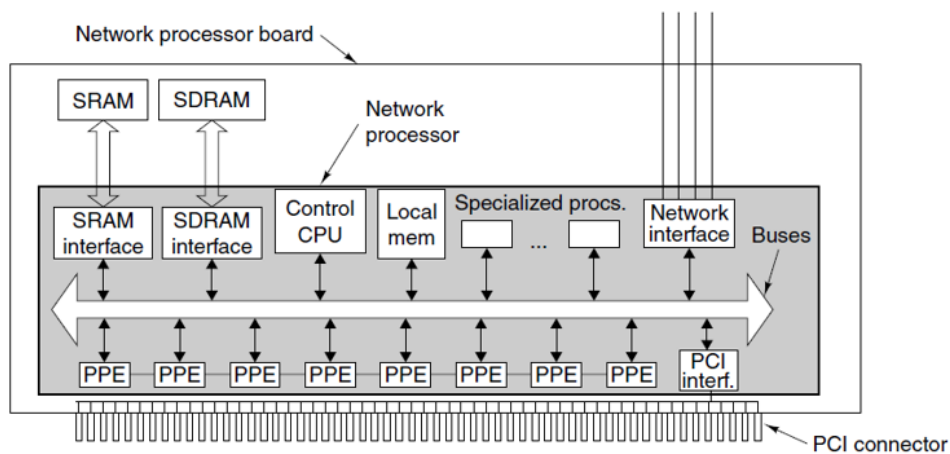 Network processor board
SRAM
SDRAM
Network
processor
SRAM
interface
SDRAM
interface
Control
CPU
Local
mem
Specialized procs.
...
Network
interface
Buses
PPE
PPE
PPE
PPE
PPE
PPE
PPE
PPE
PCI
interf.
PCI connector